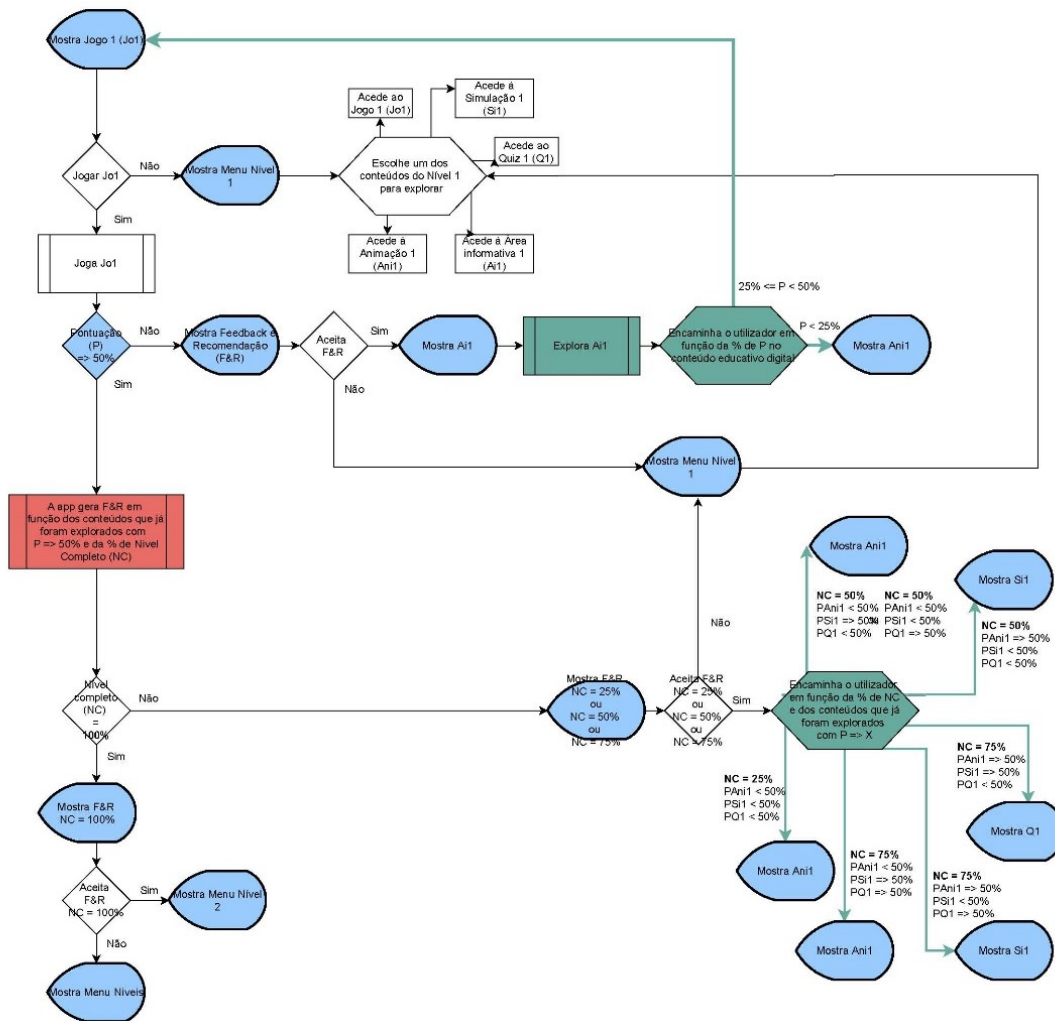 Mostra Jogo 1 (Jo1)
Acede ao
Jogo 1 (Jo1)
Acede à
Simulação 1
(Si1)
Acede ao
Quiz 1 (Q1)
Jogar Jo1
Não
Mostra Menu Nível
1
Escolhe um dos
conteúdos do Nível 1
para explorar
Sim
Acede à
Animação 1
(Ani1)
Acede à Área
informativa 1
(Ai1)
Joga Jo1
25% <= P < 50%
Pontuação
(P)
=> 50%
Não
Mostra Feedback e
Recomendação
(F&R)
Aceita
F&R
Sim
Mostra Ai1
Explora Ai1
Encaminha o utilizador em
função da % de P no
conteúdo educativo digital
P < 25%
Mostra Ani1
Sim
Não
Mostra Menu Nível
1
A app gera F&R em
função dos conteúdos que já
foram explorados com
P => 50% e da % de Nivel
Completo (NC)
Mostra Ani1
Mostra Si1
NC = 50%
PAni1 < 50%
PSi1 => 50%
PQ1 < 50%
NC = 50%
PAni1 < 50%
PSi1 < 50%
PQ1 => 50%
NC = 50%
PAni1 => 50%
PSi1 < 50%
PQ1 < 50%
Não
Nível
completo
(NC)
=
100%
Não
Mostra F&R
NC = 25%
ou
NC = 50%
ou
NC = 75%
Aceita F&R
NC = 25%
ou
NC = 50%
ou
NC = 75%
Sim
Encaminha o utilizador
em função da % de NC
e dos conteúdos que já
foram explorados
com P => X
Sim
NC = 25%
PAni1 < 50%
PSi1 < 50%
PQ1 < 50%
NC = 75%
PAni1 => 50%
PSi1 => 50%
PQ1 < 50%
Mostra F&R
NC = 100%
Mostra Q1
Mostra Ani1
NC = 75%
PAni1 < 50%
PSi1 => 50%
PQ1 => 50%
NC = 75%
PAni1 => 50%
PSi1 < 50%
PQ1 => 50%
Aceita
F&R
NC = 100%
Sim
Mostra Menu Nível
2
Não
Mostra Ani1
Mostra Si1
Mostra Menu Níveis